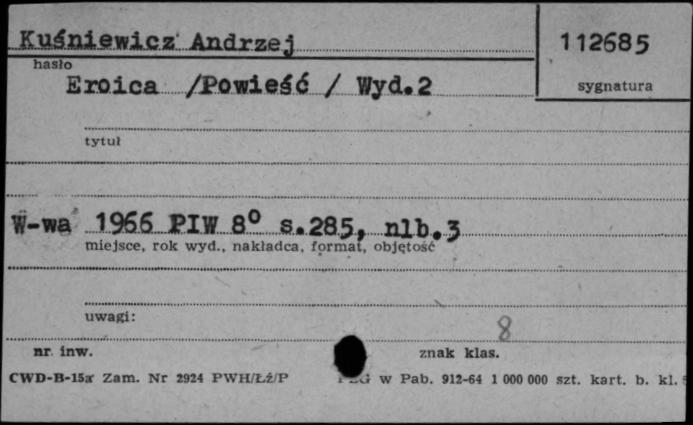 Kuśniewicz Andrzej
112685
hasło
sygnatura
Eroica /Powieść / Wyd.2
tytuł
W-wa 1966 PIW 8° s.285, nlb.3
miejsce, rok wyd., nakładca, format, objętość
uwagi:
8
nr. inw.
znak klas.
CWD-B-15a Zam. Nr 2924 PWH/Łź/P
w Pab. 912-64 1 000 000 szt. kart. b. kl.